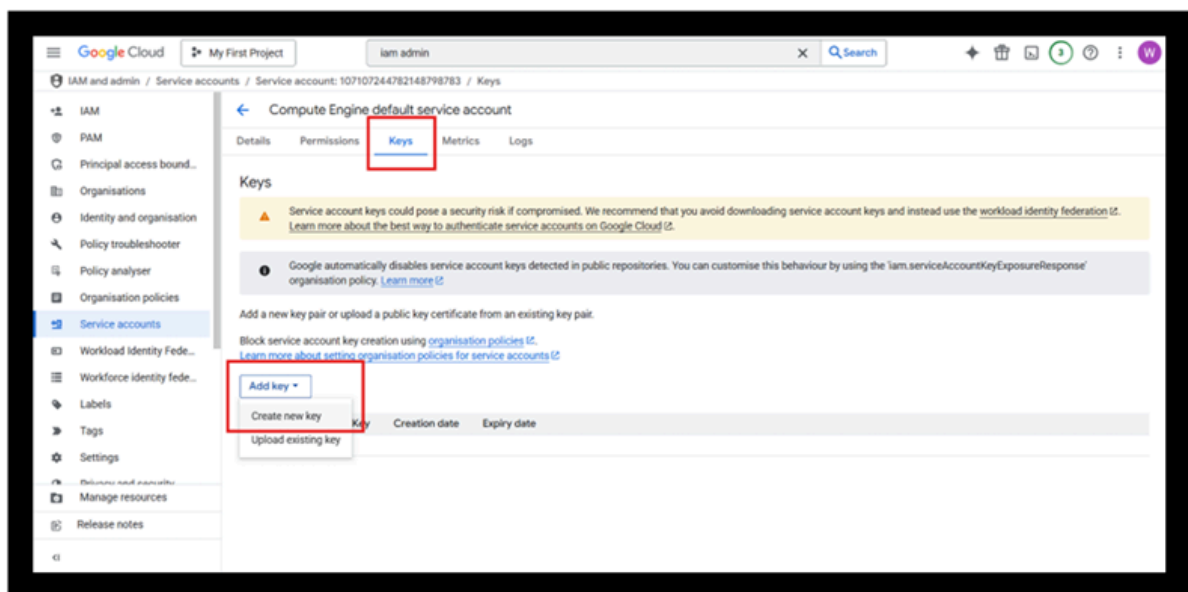 Google Cloud My First Project iam admin Search 3 W
IAM and admin / Service accounts / Service account: 107107244782148798783 / Keys
IAM
PAM
Principal access bound...
Organisations
Identity and organisation
Policy troubleshooter
Policy analyser
Organisation policies
Service accounts
Workload Identity Fede...
Workforce identity fede...
Labels
Tags
Settings
Privacy and security
Manage resources
Release notes
Compute Engine default service account
Details Permissions Keys Metrics Logs
Keys
Service account keys could pose a security risk if compromised. We recommend that you avoid downloading service account keys and instead use the workload identity federation.
Learn more about the best way to authenticate service accounts on Google Cloud.
Google automatically disables service account keys detected in public repositories. You can customise this behaviour by using the 'iam.serviceAccountKeyExposureResponse'
organisation policy. Learn more
Add a new key pair or upload a public key certificate from an existing key pair.
Block service account key creation using organisation policies.
Learn more about setting organisation policies for service accounts
Add key
Create new key
Key Creation date Expiry date
Upload existing key